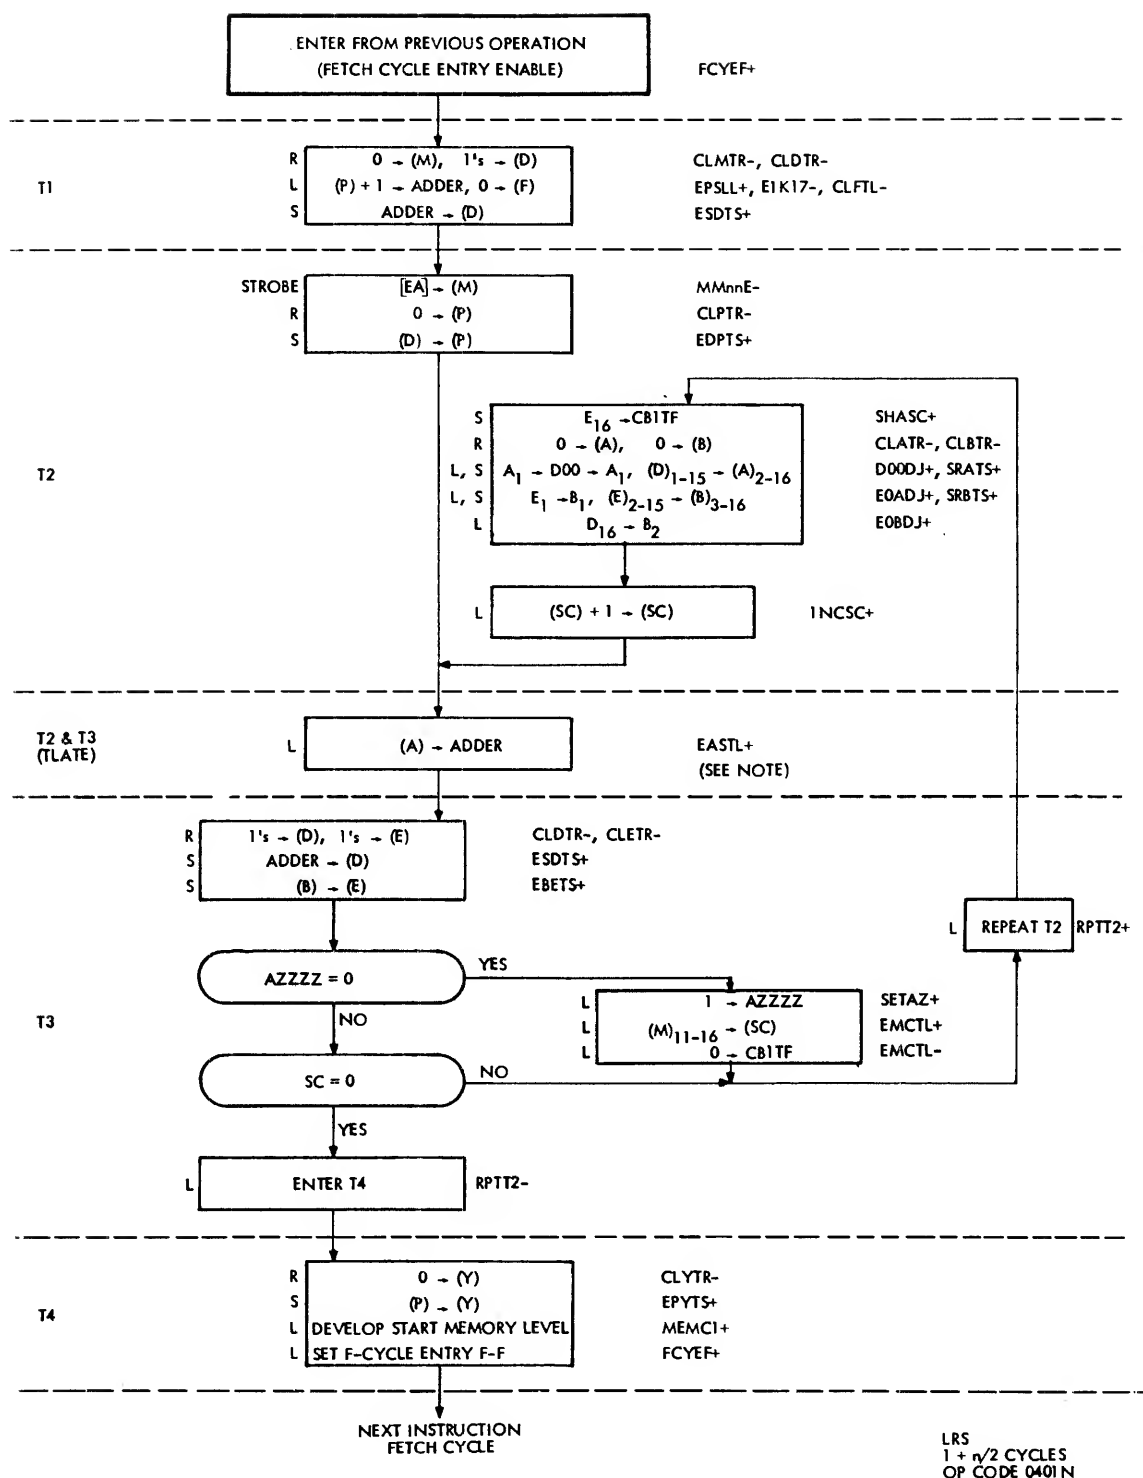 ENTER FROM PREVIOUS OPERATION
(FETCH CYCLE ENTRY ENABLE)
FCYEF+
T1
R 0 → (M), 1's → (D) CLMTR-, CLDTR-
L (P) + 1 → ADDER, 0 → (F) EPSLL+, E1K17-, CLFTL-
S ADDER → (D) ESDTS+
STROBE [EA] → (M) MMnnE-
R 0 → (P) CLPTR-
S (D) → (P) EDPTS+
T2
S E16 → CB1TF SHASC+
R 0 → (A), 0 → (B) CLATR-, CLBTR-
L, S A1 → D00 → A1, (D)1-15 → (A)2-16 D00DJ+, SRATS+
L, S E1 → B1, (E)2-15 → (B)3-16 E0ADJ+, SRBTS+
L D16 → B2 E0BDJ+
L (SC) + 1 → (SC) 1NCSC+
T2 & T3
(TLATE)
L (A) → ADDER EASTL+
(SEE NOTE)
R 1's → (D), 1's → (E) CLDTR-, CLETR-
S ADDER → (D) ESDTS+
S (B) → (E) EBETS+
L REPEAT T2 RPTT2+
AZZZZ = 0
YES
NO
T3
L 1 → AZZZZ SETAZ+
L (M)11-16 → (SC) EMCTL+
L 0 → CB1TF EMCTL-
SC = 0
NO
YES
L ENTER T4 RPTT2-
T4
R 0 → (Y) CLYTR-
S (P) → (Y) EPYTS+
L DEVELOP START MEMORY LEVEL MEMC1+
L SET F-CYCLE ENTRY F-F FCYEF+
NEXT INSTRUCTION
FETCH CYCLE
LRS
1 + n/2 CYCLES
OP CODE 0401N